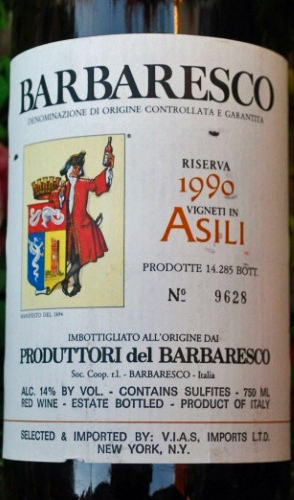 BARBARESCO
DENOMINAZIONE DI ORIGINE CONTROLLATA E GARANTITA
RISERVA
1990
VIGNETI IN
ASILI
PRODOTTE 14.285 BOTT.
Nº 9628
MANIFESTO DEL 1894
IMBOTTIGLIATO ALL'ORIGINE DAI
PRODUTTORI del BARBARESCO
Soc. Coop. r.l. - BARBARESCO - Italia
ALC. 14% BY VOL. - CONTAINS SULFITES - 750 ML
RED WINE - ESTATE BOTTLED - PRODUCT OF ITALY
SELECTED & IMPORTED BY: V.I.A.S. IMPORTS L.T.D.
NEW YORK, N.Y.